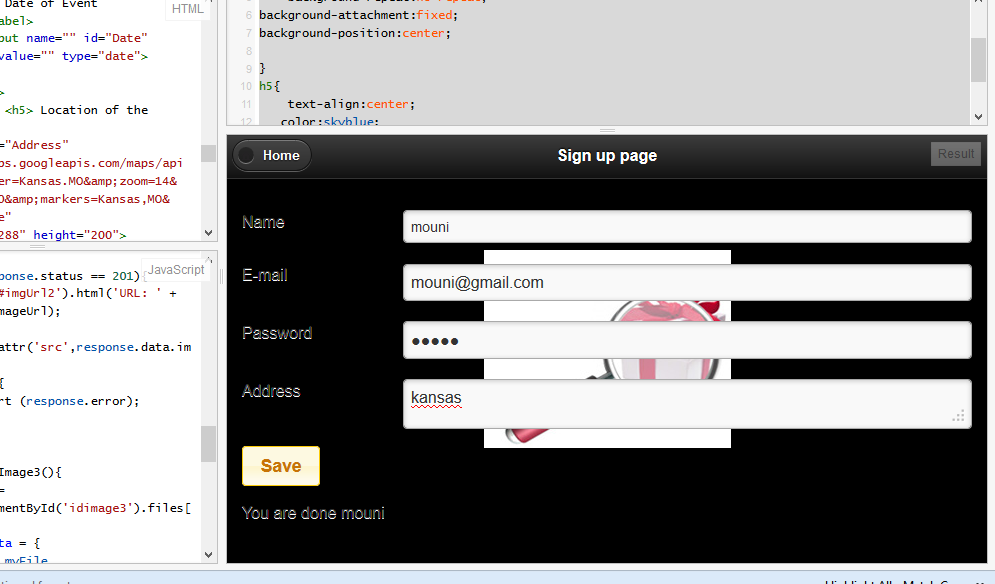 Date of Event
HTML
abel>
put name="" id="Date"
value="" type="date">
>
<h5> Location of the
="Address"
ps.googleapis.com/maps/api
er=Kansas.MO&amp;zoom=14&
O&amp;markers=Kansas,MO&
e"
288" height="200">
6 background-attachment:fixed;
7 background-position:center;
8
9 }
10 h5{
11 text-align:center;
12 color:skyblue;
JavaScript
ponse.status == 201){
#imgUrl2').html('URL: ' +
mageUrl);
attr('src',response.data.im
{
rt (response.error);
Image3(){
=
mentById('idimage3').files[
ta = {
myFile
Home
Sign up page
Result
Name
mouni
E-mail
mouni@gmail.com
Password
•••••
Address
kansas
Save
You are done mouni